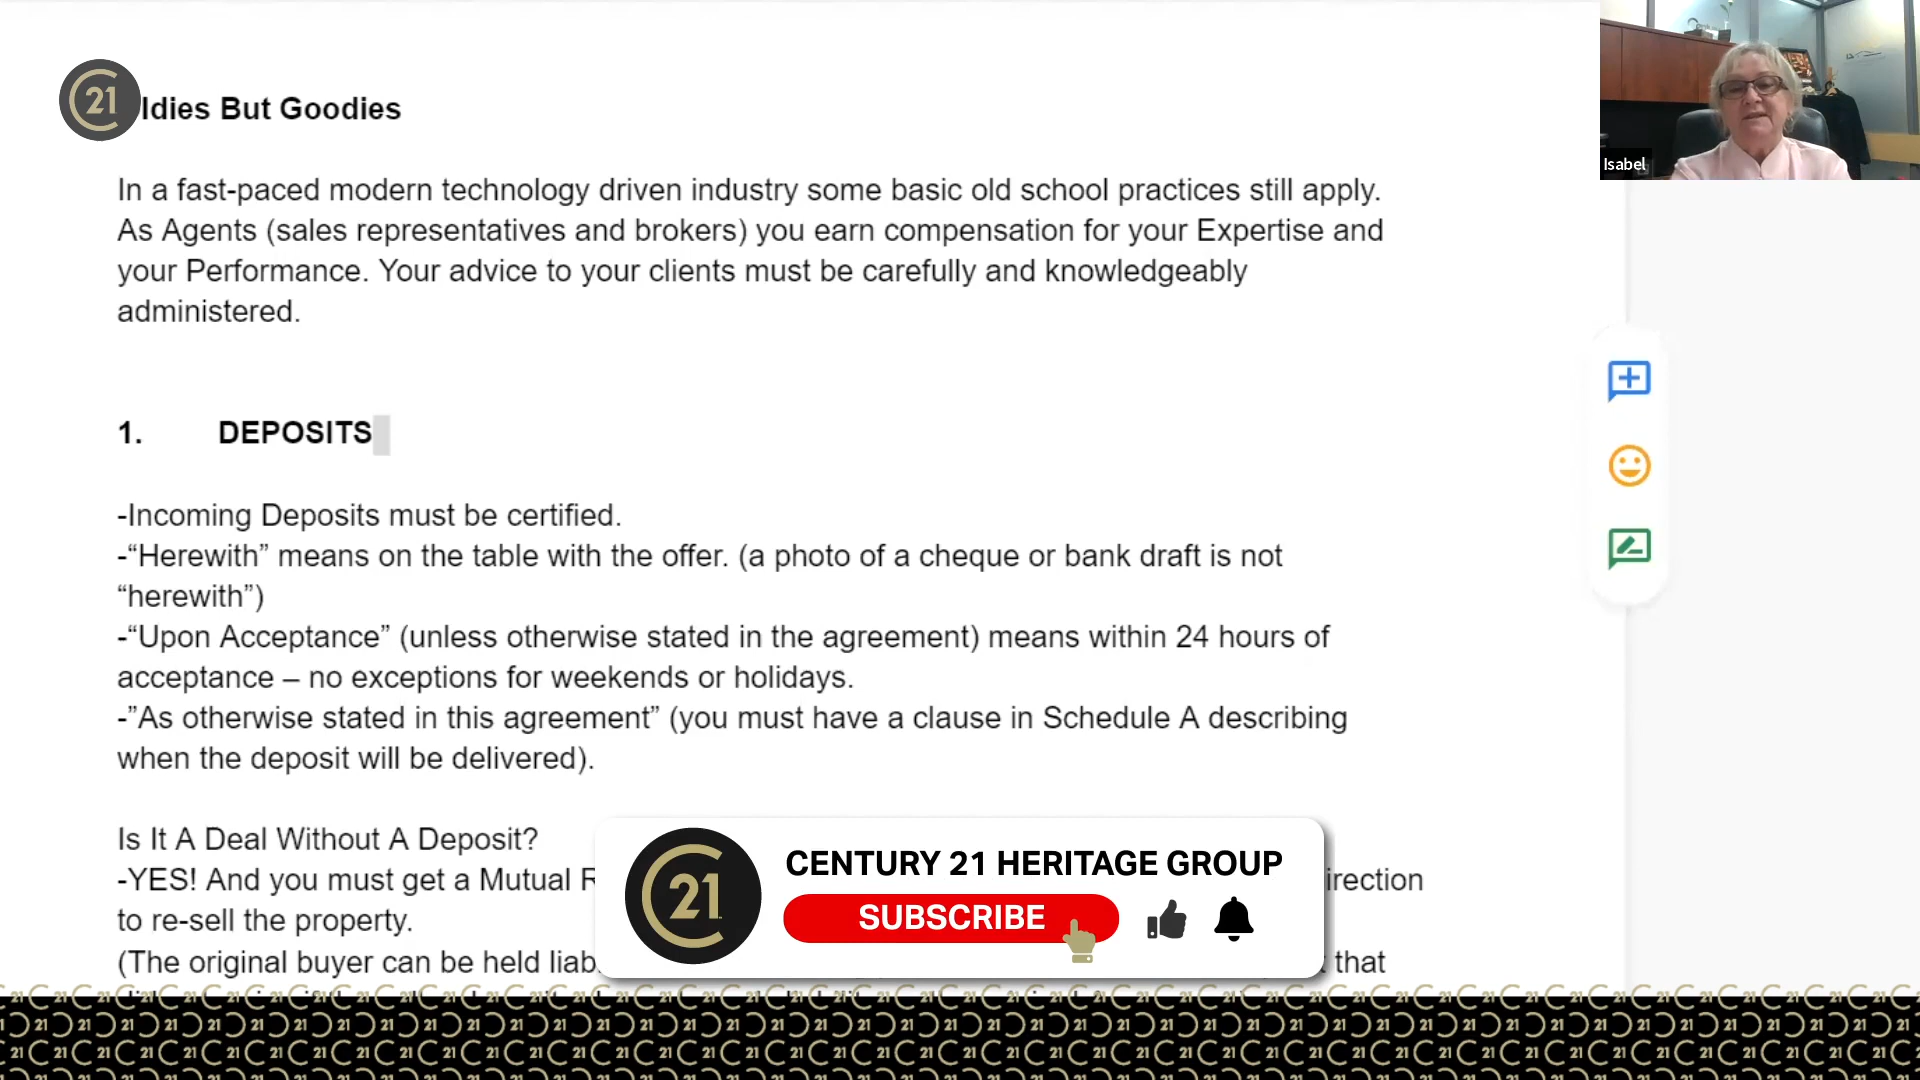 21
ldies But Goodies
Isabel
In a fast-paced modern technology driven industry some basic old school practices still apply.
As Agents (sales representatives and brokers) you earn compensation for your Expertise and
your Performance. Your advice to your clients must be carefully and knowledgeably
administered.
1. DEPOSITS
-Incoming Deposits must be certified.
-“Herewith” means on the table with the offer. (a photo of a cheque or bank draft is not
“herewith”)
-“Upon Acceptance” (unless otherwise stated in the agreement) means within 24 hours of
acceptance – no exceptions for weekends or holidays.
-”As otherwise stated in this agreement” (you must have a clause in Schedule A describing
when the deposit will be delivered).
Is It A Deal Without A Deposit?
-YES! And you must get a Mutual R irection
to re-sell the property.
(The original buyer can be held liab that
C21
CENTURY 21 HERITAGE GROUP
SUBSCRIBE